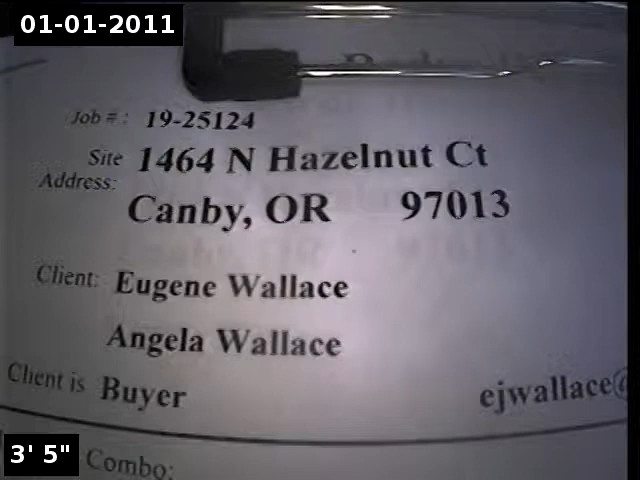 01-01-2011
Job #: 19-25124
Site Address: 1464 N Hazelnut Ct
Canby, OR 97013
Client: Eugene Wallace
Angela Wallace
Client is Buyer ejwallace@
3' 5"
Combo: